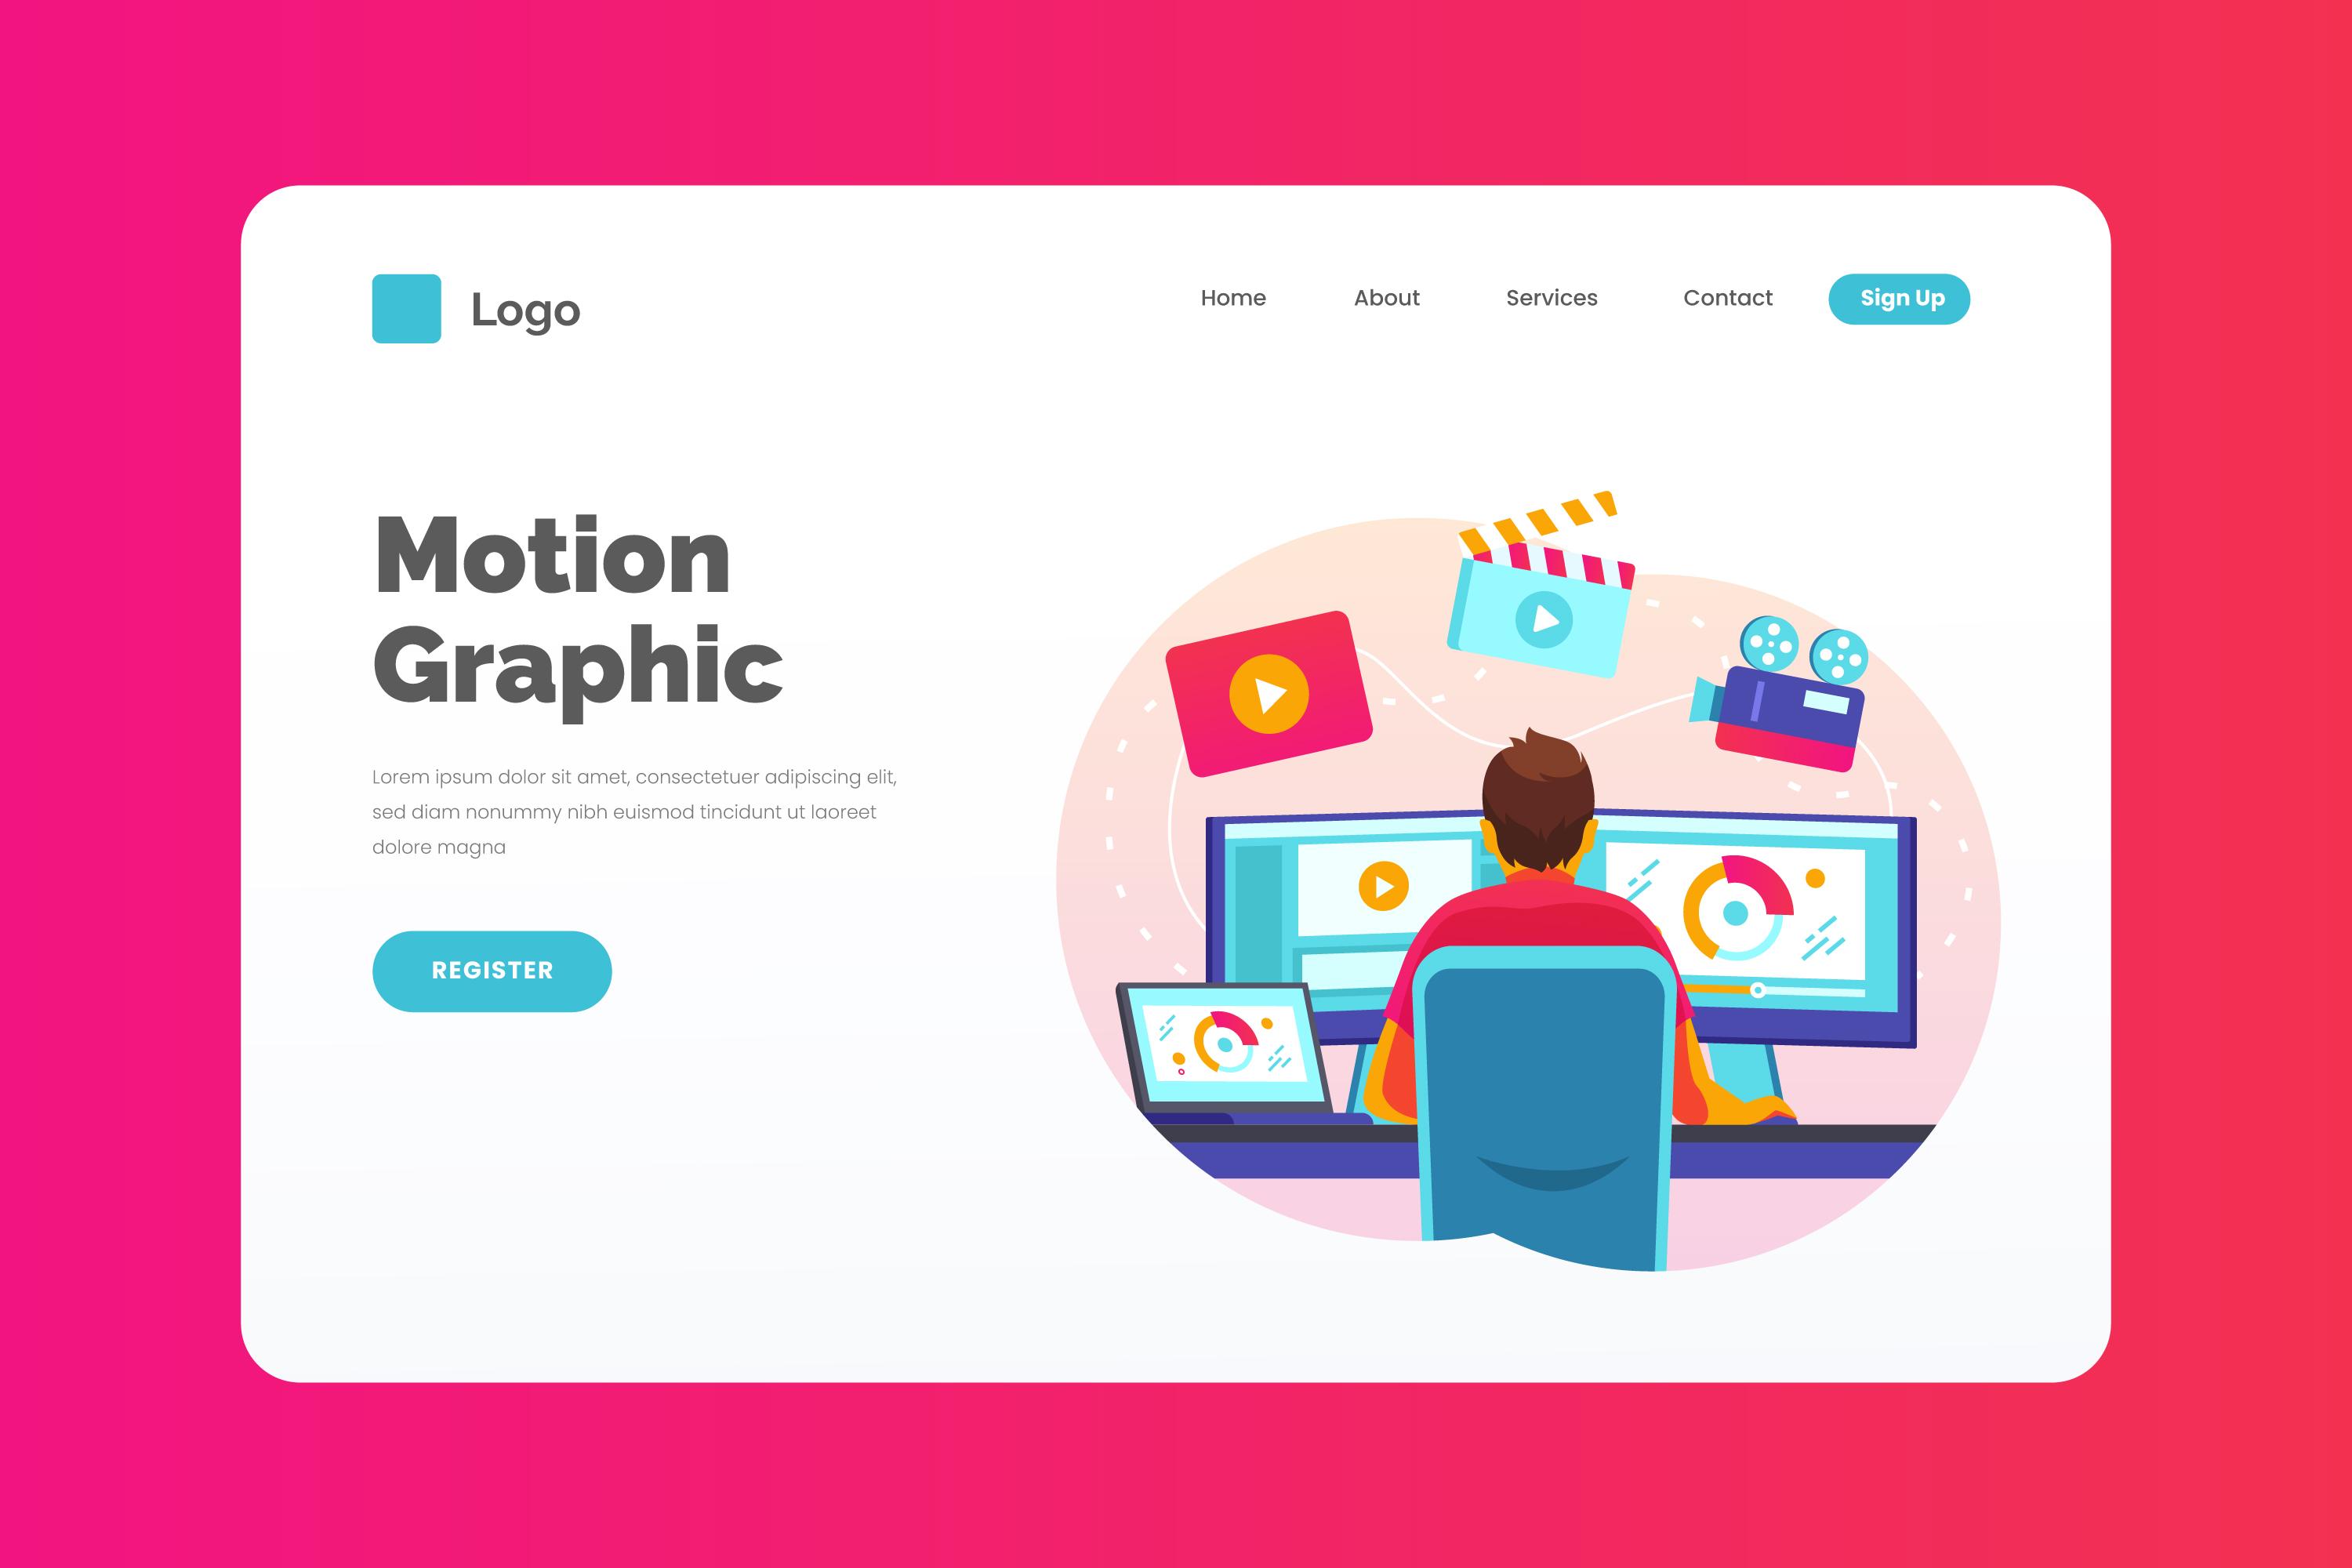 Logo
Home About Services Contact Sign Up
Motion
Graphic
Lorem ipsum dolor sit amet, consectetuer adipiscing elit,
sed diam nonummy nibh euismod tincidunt ut laoreet
dolore magna
REGISTER